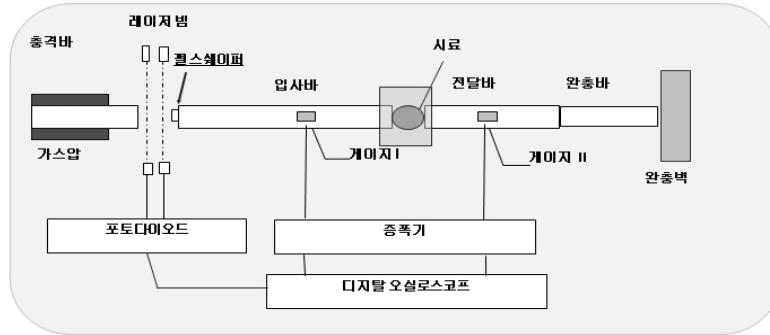 레이저 빔
충격바
펄스쉐이퍼
시료
입사바
전달바
완충바
가스압
게이지 I
게이지 II
완충벽
포토다이오드
증폭기
디지탈 오실로스코프